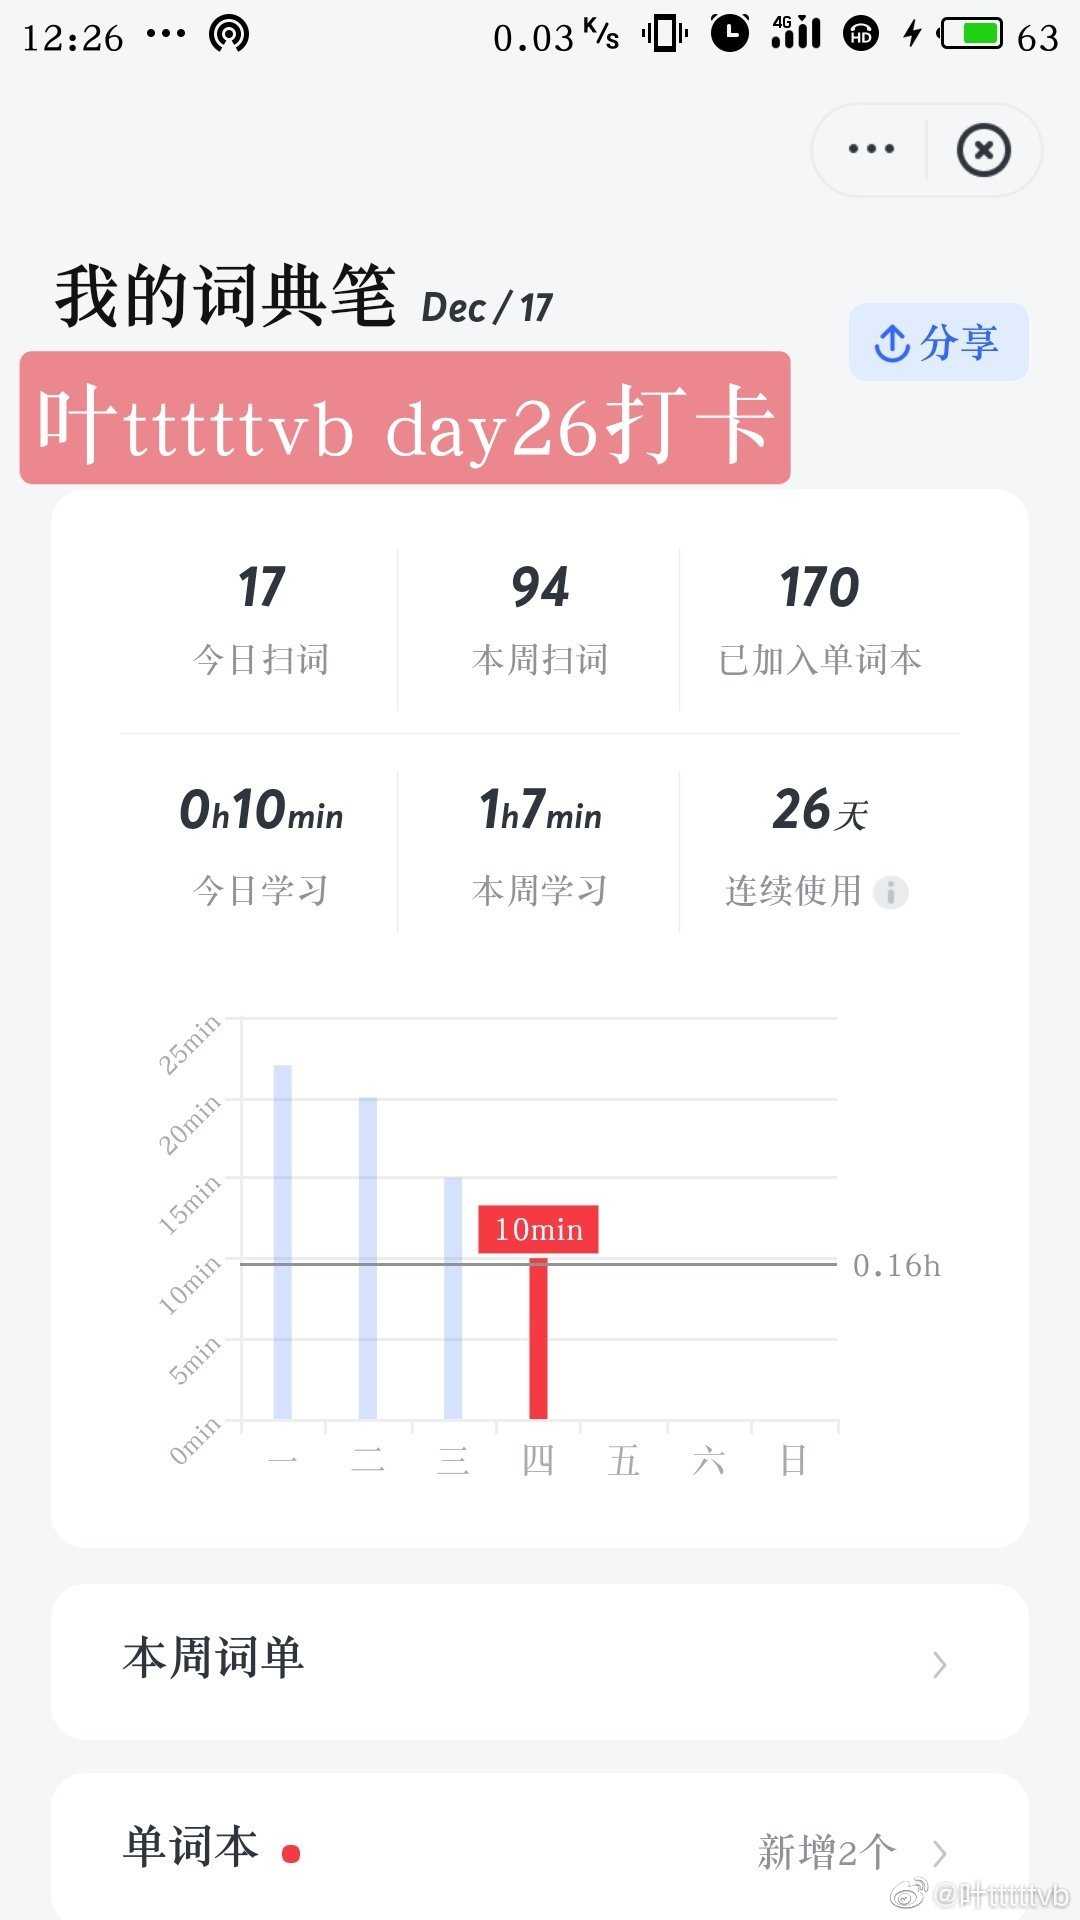 12:26 ••• 0.03 K/s 4G HD 63
我的词典笔 Dec / 17
分享
叶tttttvb day26打卡
17 94 170
今日扫词 本周扫词 已加入单词本
0h10min 1h7min 26天
今日学习 本周学习 连续使用
25min
20min
15min
10min
10min 0.16h
5min
0min
一 二 三 四 五 六 日
本周词单
单词本 新增2个
@叶tttttvb